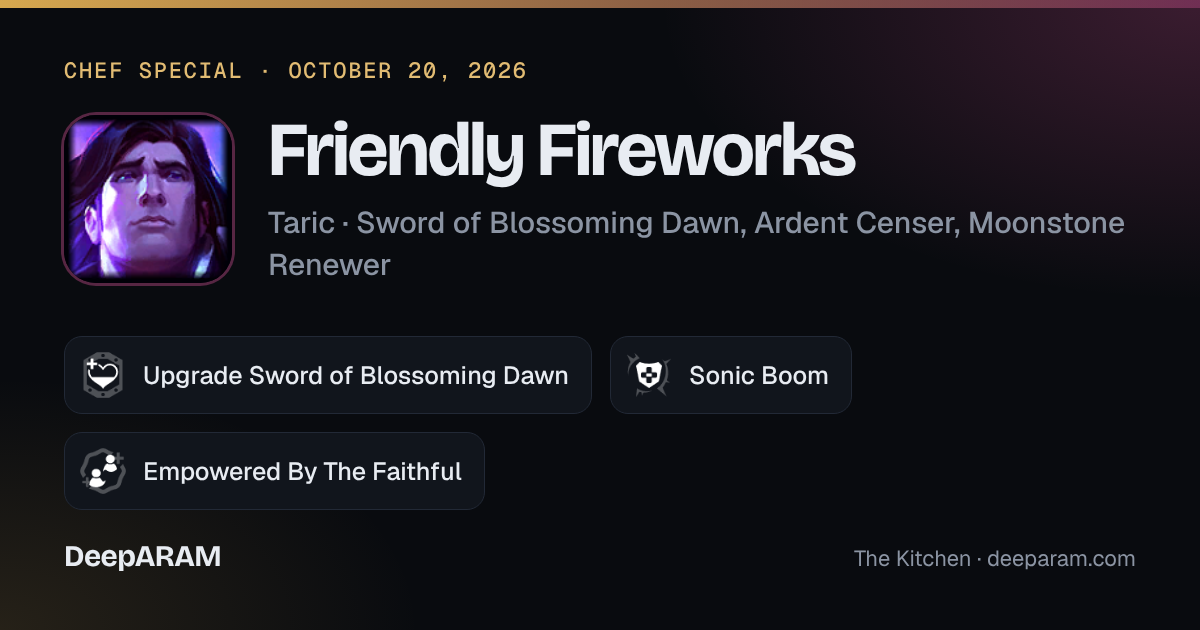 CHEF SPECIAL · OCTOBER 20, 2026
Friendly Fireworks
Taric · Sword of Blossoming Dawn, Ardent Censer, Moonstone
Renewer
Upgrade Sword of Blossoming Dawn
Sonic Boom
Empowered By The Faithful
DeepARAM
The Kitchen · deeparam.com